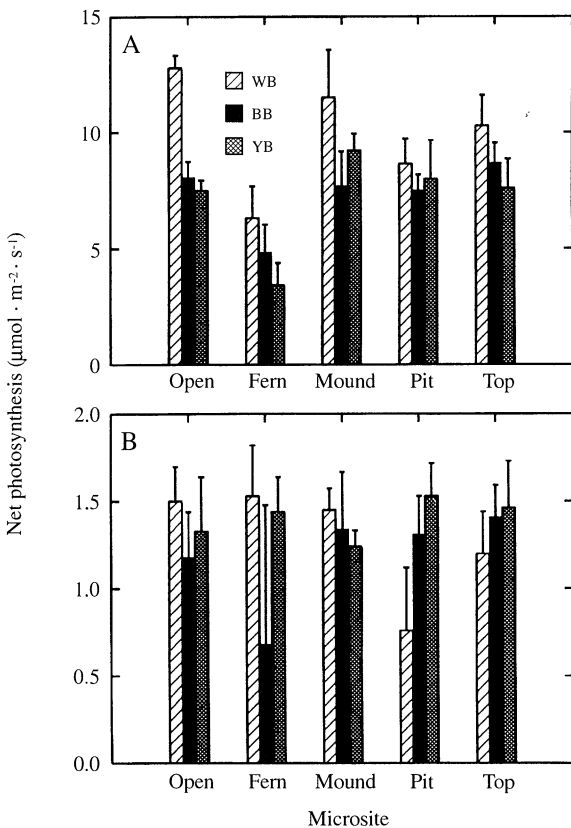 Net photosynthesis (μmol · m⁻² · s⁻¹)
A
15
10
5
0
WB
BB
YB
Open Fern Mound Pit Top
B
2.0
1.5
1.0
0.5
0.0
Open Fern Mound Pit Top
Microsite